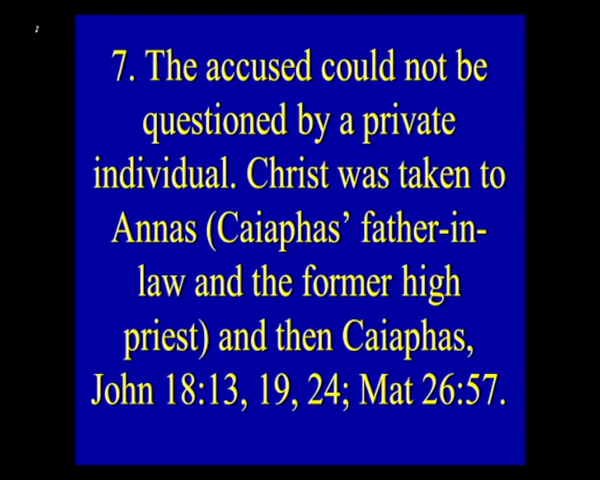 7. The accused could not be
questioned by a private
individual. Christ was taken to
Annas (Caiaphas’ father-in-
law and the former high
priest) and then Caiaphas,
John 18:13, 19, 24; Mat 26:57.